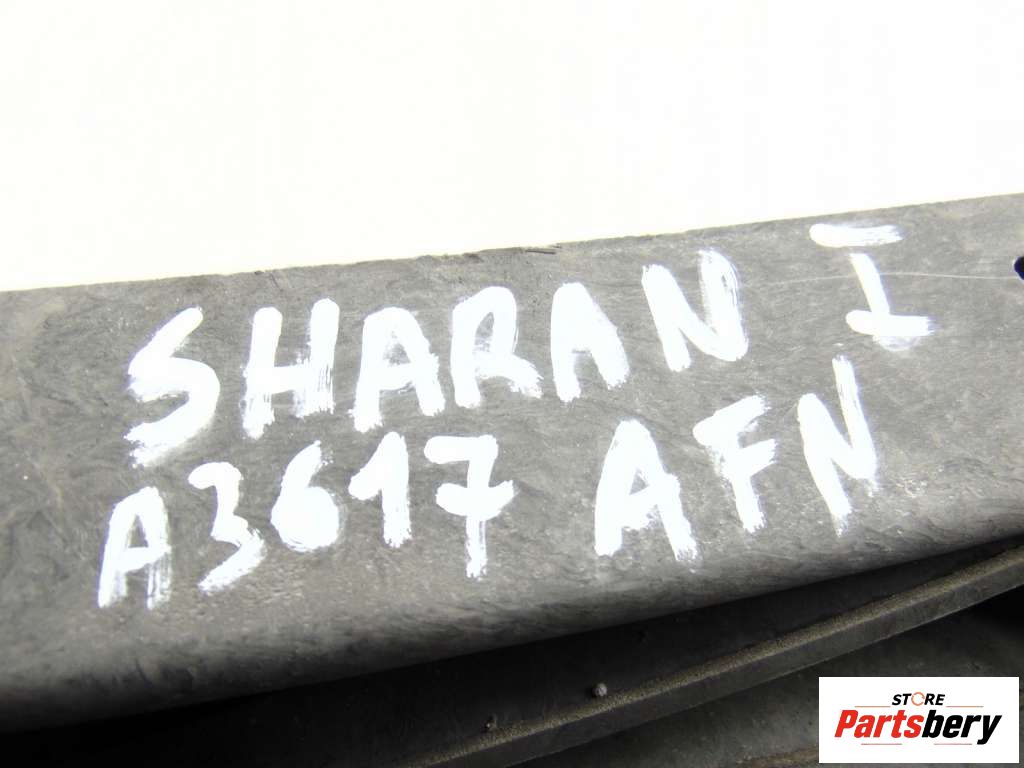 SHARAN I
A3617 AFN
STORE
Partsbery